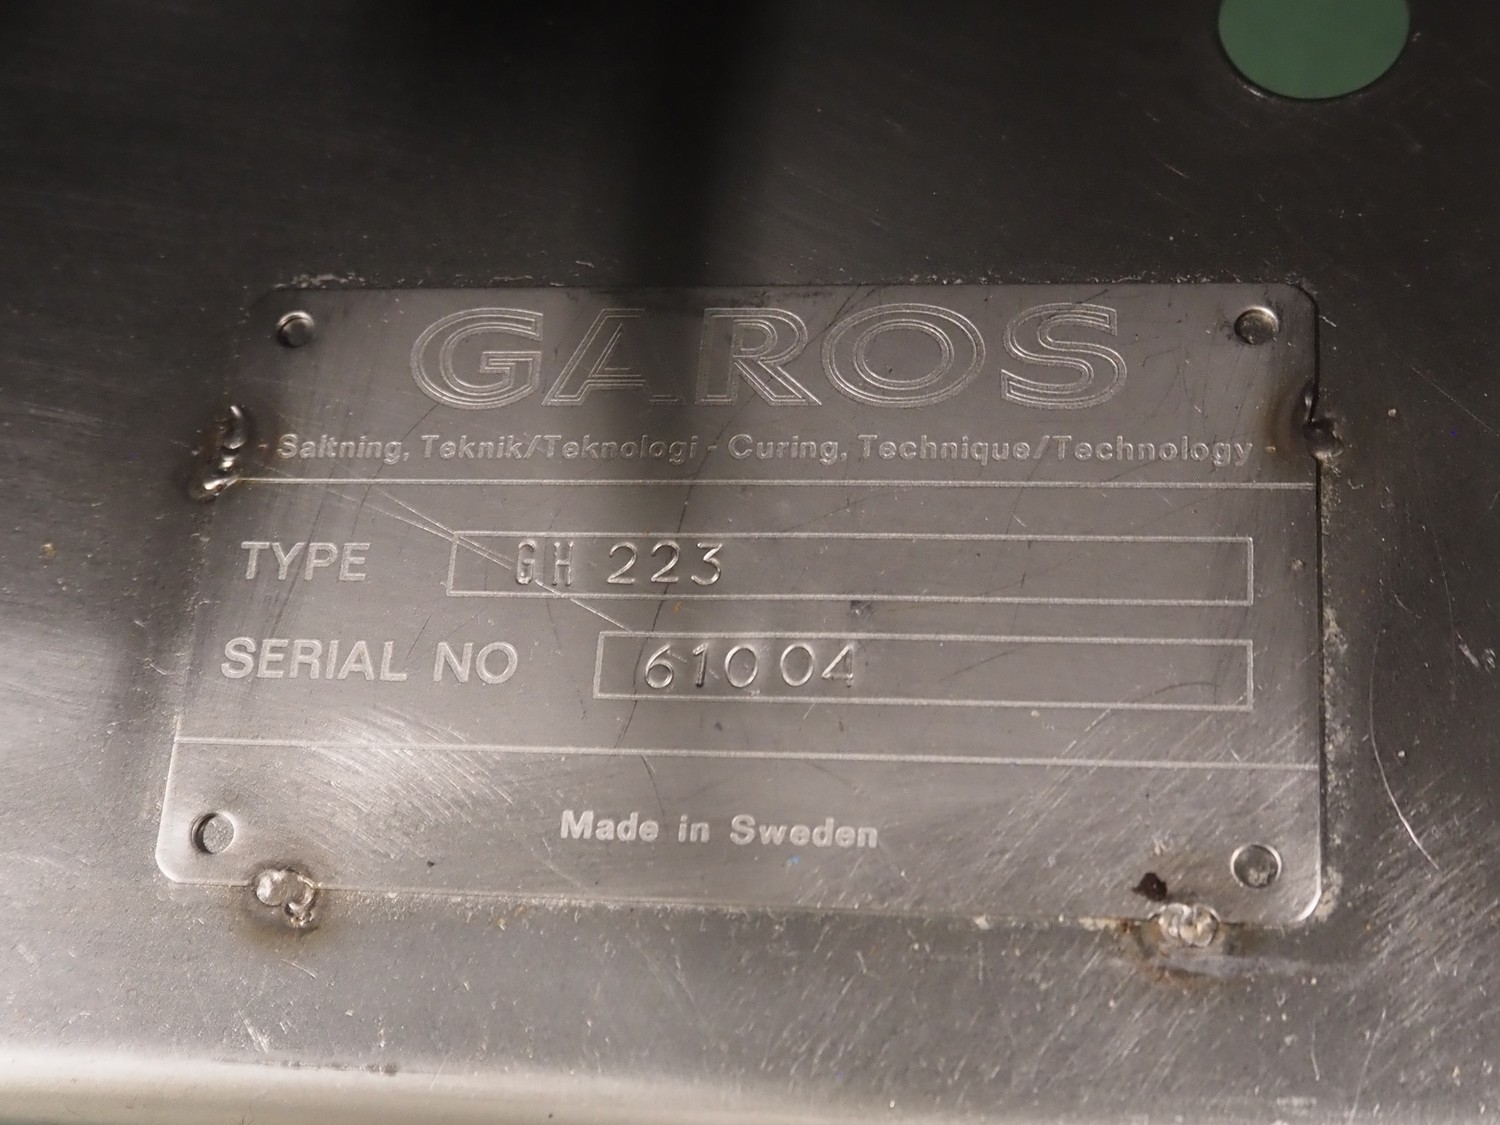 GAROS
- Saltning, Teknik/Teknologi - Curing, Technique/Technology -
TYPE GH 223
SERIAL NO 61004
Made in Sweden